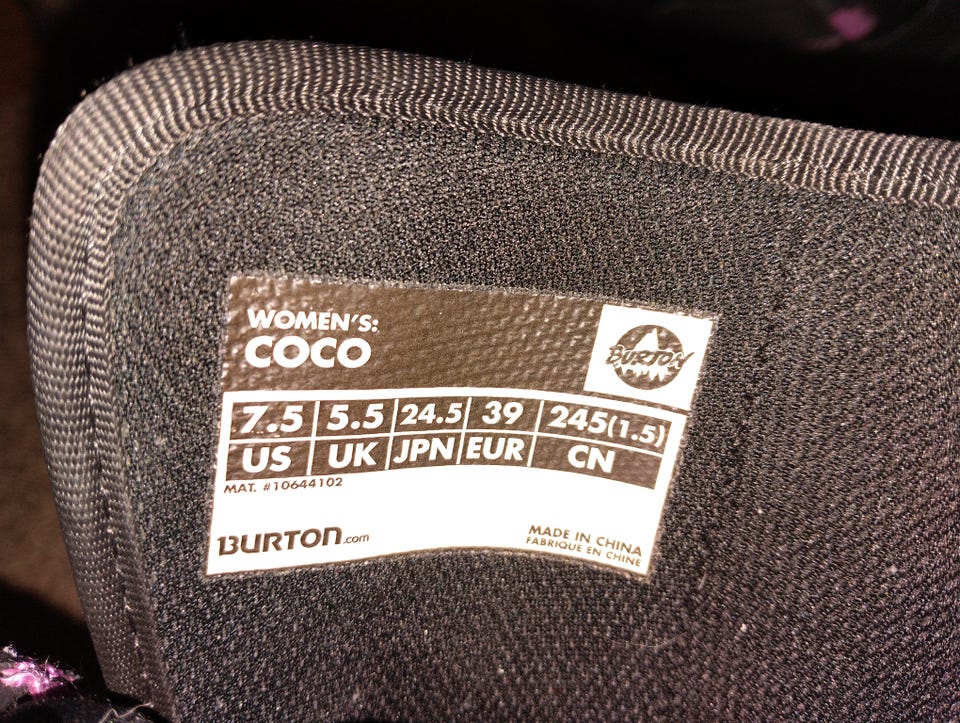 WOMEN'S:
COCO
BURTON
7.5 5.5 24.5 39 245(1.5)
US UK JPN EUR CN
MAT. #10644102
BURTON.com
MADE IN CHINA
FABRIQUE EN CHINE